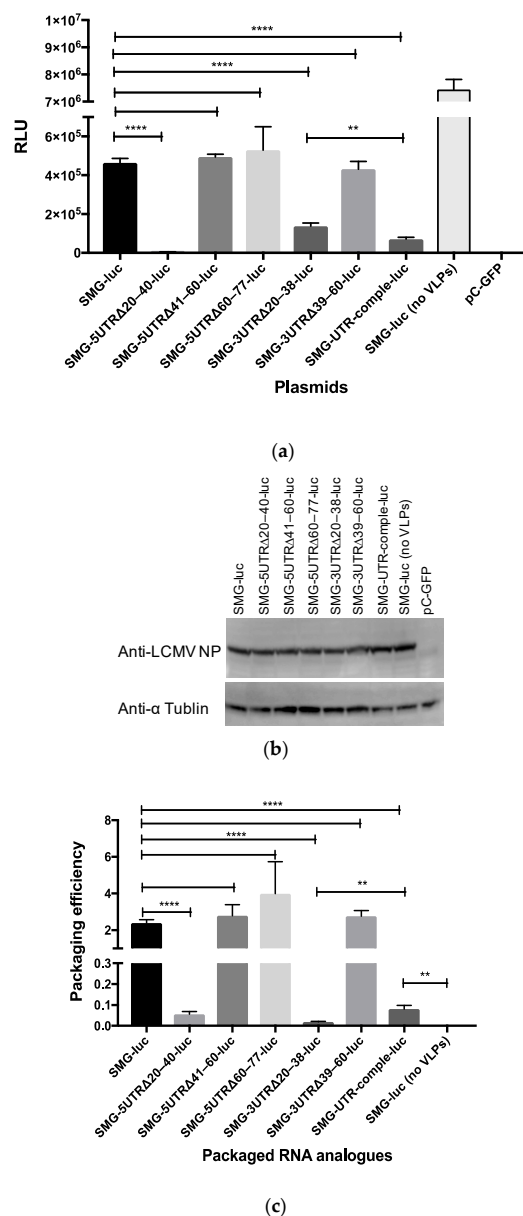 1×10⁷
9×10⁶
8×10⁶
7×10⁶
6×10⁵
4×10⁵
2×10⁵
0
RLU
****
****
****
**
SMG-luc
SMG-5UTRΔ20–40-luc
SMG-5UTRΔ41–60-luc
SMG-5UTRΔ60–77-luc
SMG-3UTRΔ20–38-luc
SMG-3UTRΔ39–60-luc
SMG-UTR-comple-luc
SMG-luc (no VLPs)
pC-GFP
Plasmids
(a)
SMG-luc
SMG-5UTRΔ20–40-luc
SMG-5UTRΔ41–60-luc
SMG-5UTRΔ60–77-luc
SMG-3UTRΔ20–38-luc
SMG-3UTRΔ39–60-luc
SMG-UTR-comple-luc
SMG-luc (no VLPs)
pC-GFP
Anti-LCMV NP
Anti-α Tublin
(b)
8
6
4
2
0.3
0.2
0.1
0.0
Packaging efficiency
****
****
****
**
**
SMG-luc
SMG-5UTRΔ20–40-luc
SMG-5UTRΔ41–60-luc
SMG-5UTRΔ60–77-luc
SMG-3UTRΔ20–38-luc
SMG-3UTRΔ39–60-luc
SMG-UTR-comple-luc
SMG-luc (no VLPs)
Packaged RNA analogues
(c)